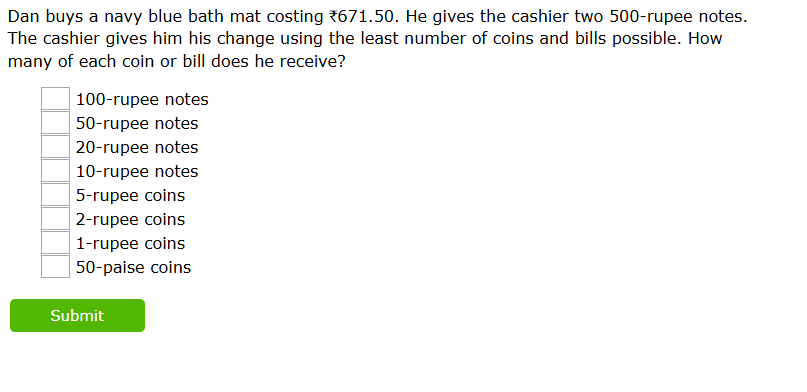 Dan buys a navy blue bath mat costing ₹671.50. He gives the cashier two 500-rupee notes.
The cashier gives him his change using the least number of coins and bills possible. How
many of each coin or bill does he receive?
100-rupee notes
50-rupee notes
20-rupee notes
10-rupee notes
5-rupee coins
2-rupee coins
1-rupee coins
50-paise coins
Submit